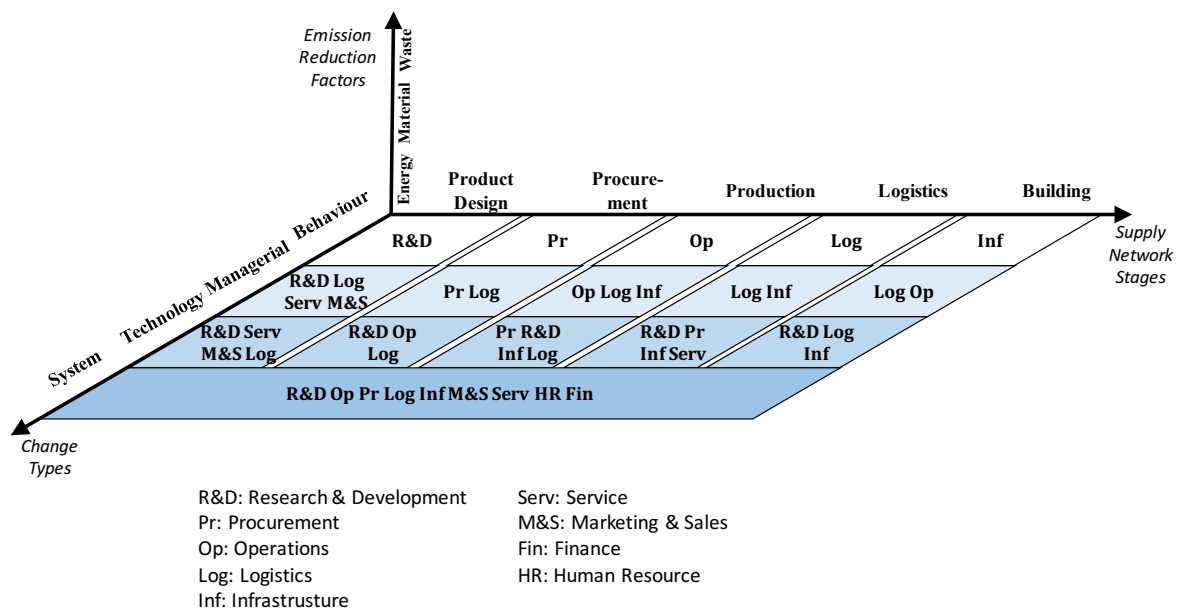 Emission
Reduction
Factors
Energy Material Waste
Product
Design
Procure-
ment
Production
Logistics
Building
Supply
Network
Stages
System Technology Managerial Behaviour
Change
Types
R&D
Pr
Op
Log
Inf
R&D Log
Serv M&S
Pr Log
Op Log Inf
Log Inf
Log Op
R&D Serv
M&S Log
R&D Op
Log
Pr R&D
Inf Log
R&D Pr
Inf Serv
R&D Log
Inf
R&D Op Pr Log Inf M&S Serv HR Fin
R&D: Research & Development
Pr: Procurement
Op: Operations
Log: Logistics
Inf: Infrastrusture
Serv: Service
M&S: Marketing & Sales
Fin: Finance
HR: Human Resource